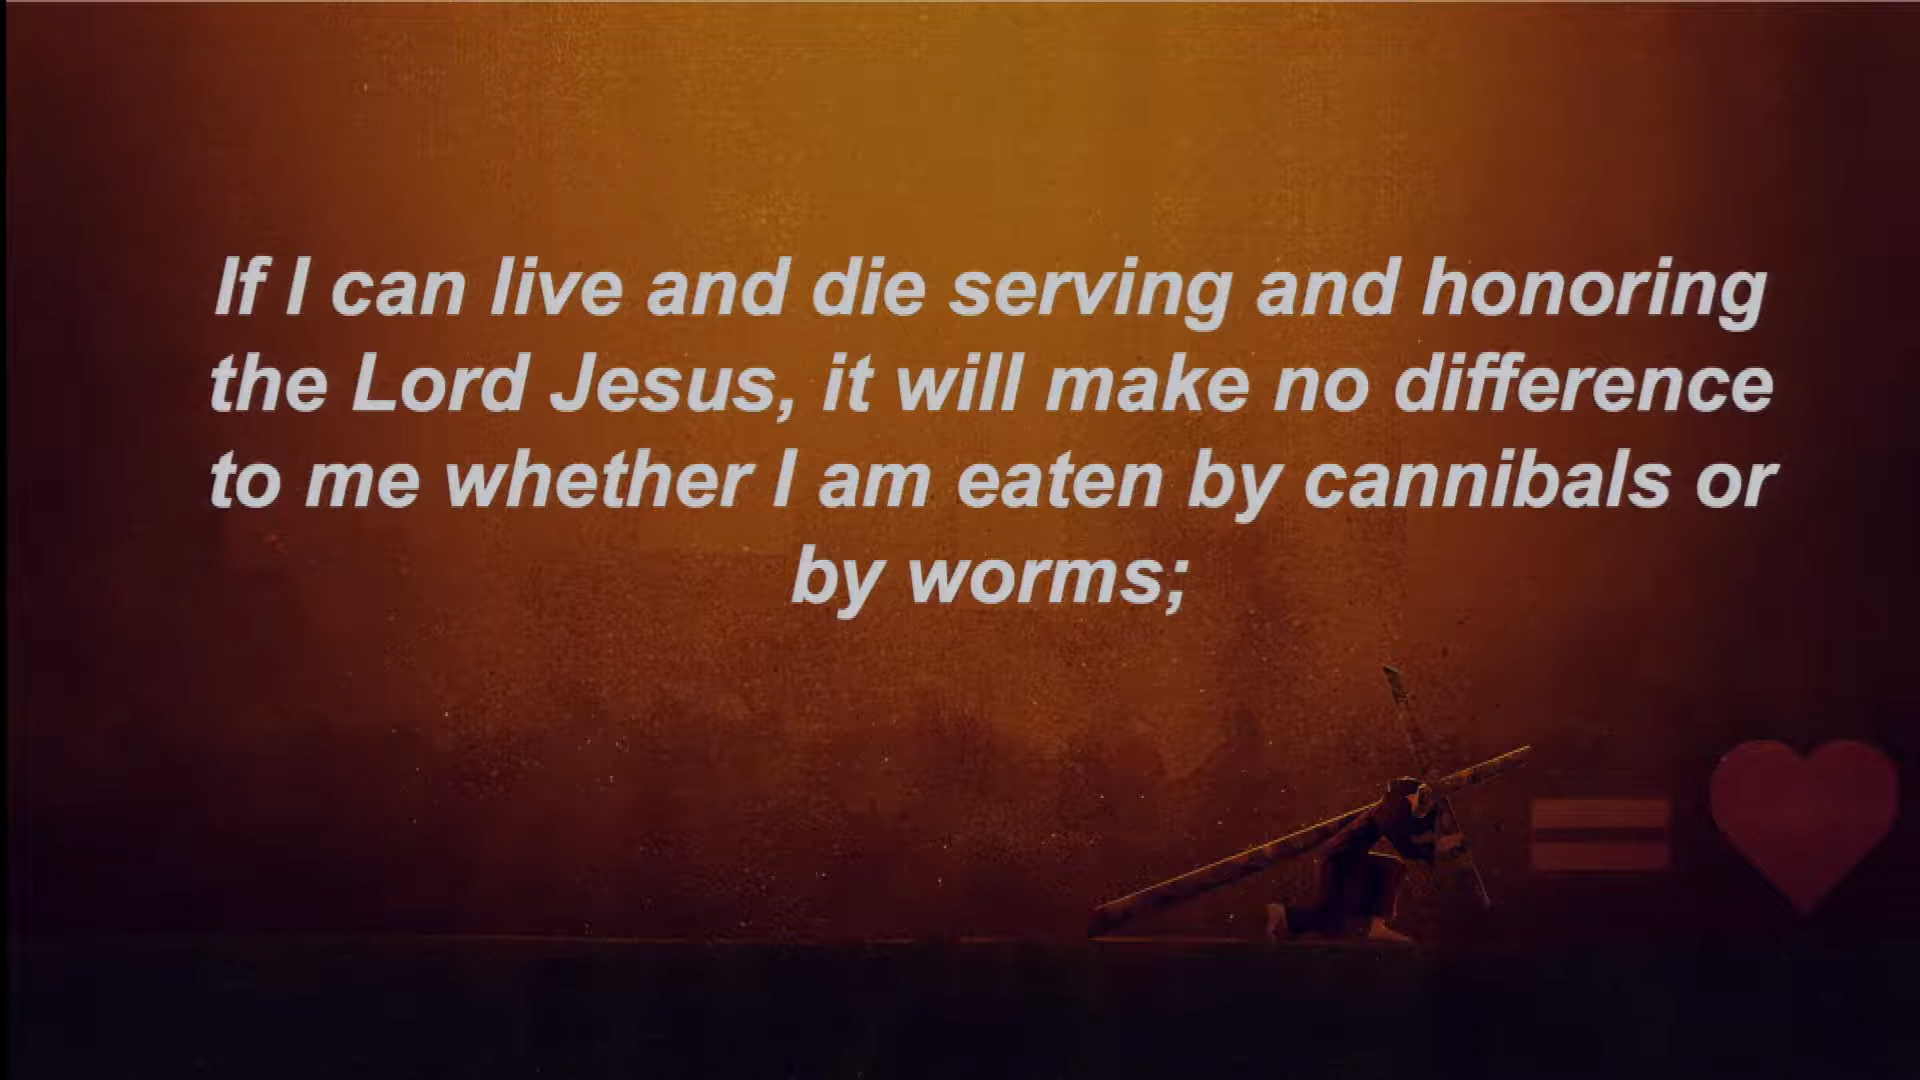 If I can live and die serving and honoring
the Lord Jesus, it will make no difference
to me whether I am eaten by cannibals or
by worms;